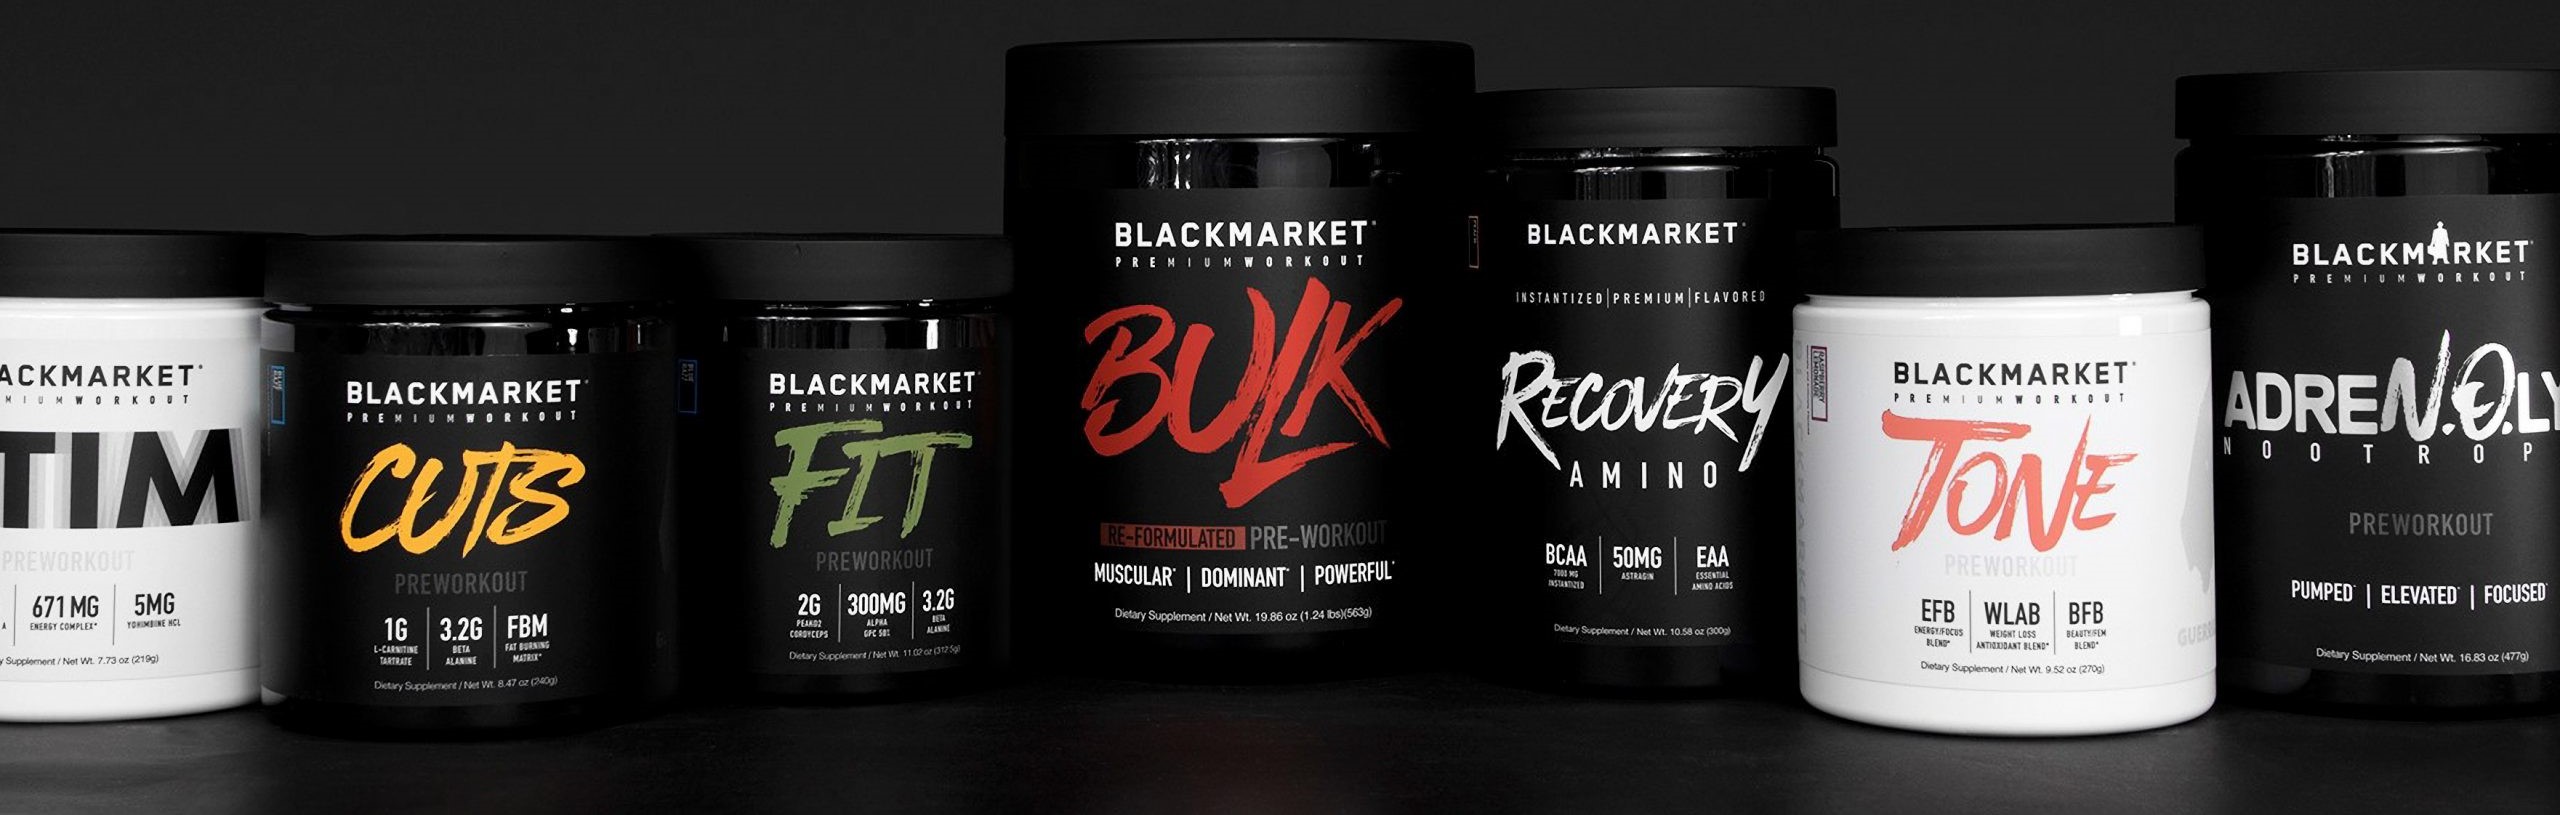 ACKMARKET
MIUMWORKOUT
TIM
PREWORKOUT
671 MG
ENERGY COMPLEX*
5MG
YOHIMBINE HCL
y Supplement / Net Wt. 7.73 oz (219g)
BLACKMARKET
PREMIUMWORKOUT
CUTS
PREWORKOUT
1G
L-CARNITINE
TARTRATE
3.2G
BETA
ALANINE
FBM
FAT BURNING
MATRIX*
Dietary Supplement / Net Wt. 8.47 oz (240g)
BLACKMARKET
PREMIUMWORKOUT
FIT
PREWORKOUT
2G
PEAKO2
CORDYCEPS
300MG
ALPHA
GPC 50%
3.2G
BETA
ALANINE
Dietary Supplement / Net Wt. 11.02 oz (312.5g)
BLACKMARKET
PREMIUMWORKOUT
BULK
RE-FORMULATED PRE-WORKOUT
MUSCULAR* | DOMINANT* | POWERFUL*
Dietary Supplement / Net Wt. 19.86 oz (1.24 lbs)(563g)
BLACKMARKET
INSTANTIZED|PREMIUM|FLAVORED
RECOVERY
AMINO
BCAA
7000 MG
INSTANTIZED
50MG
ASTRAGIN
EAA
ESSENTIAL
AMINO ACIDS
Dietary Supplement / Net Wt. 10.58 oz (300g)
RASPBERRY
LEMONADE
BLACKMARKET
PREMIUMWORKOUT
TONE
PREWORKOUT
EFB
ENERGY/FOCUS
BLEND*
WLAB
WEIGHT LOSS
ANTIOXIDANT BLEND*
BFB
BEAUTY/FEM
BLEND*
Dietary Supplement / Net Wt. 9.52 oz (270g)
BLACKMARKET
PREMIUMWORKOUT
ADRENOLY
NOOTROP
PREWORKOUT
PUMPED* | ELEVATED* | FOCUSED*
Dietary Supplement / Net Wt. 16.83 oz (477g)